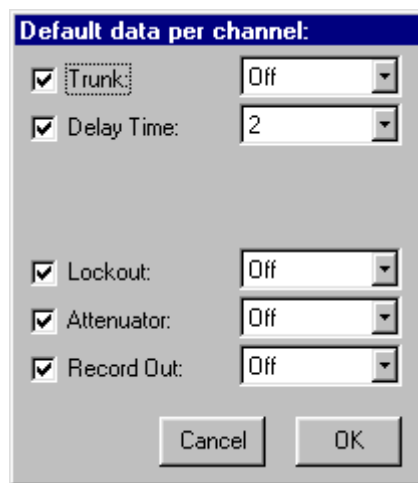 Default data per channel:
Trunk: Off
Delay Time: 2
Lockout: Off
Attenuator: Off
Record Out: Off
Cancel OK